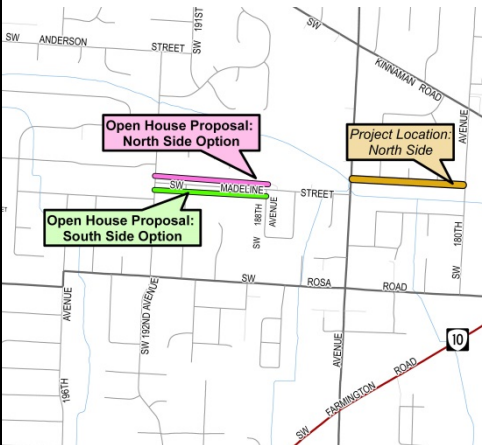 SW
191ST
SW
ANDERSON
STREET
SW
KINNAMAN
ROAD
AVENUE
Open House Proposal:
North Side Option
Project Location:
North Side
SW
MADELINE
STREET
ET
Open House Proposal:
South Side Option
SW 188TH
AVENUE
SW 180TH
SW
ROSA
ROAD
196TH
AVENUE
SW 192ND AVENUE
AVENUE
10
SW
FARMINGTON
ROAD